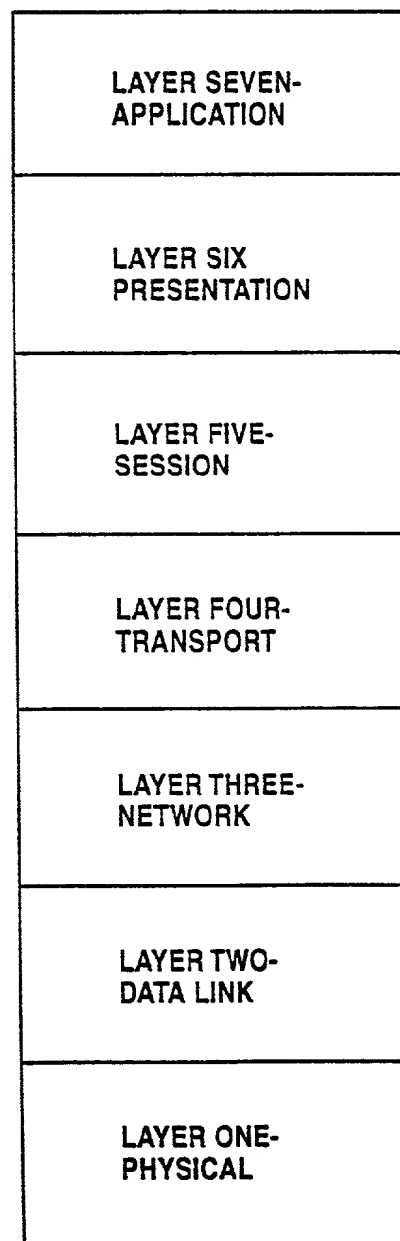 LAYER SEVEN-
APPLICATION
LAYER SIX
PRESENTATION
LAYER FIVE-
SESSION
LAYER FOUR-
TRANSPORT
LAYER THREE-
NETWORK
LAYER TWO-
DATA LINK
LAYER ONE-
PHYSICAL